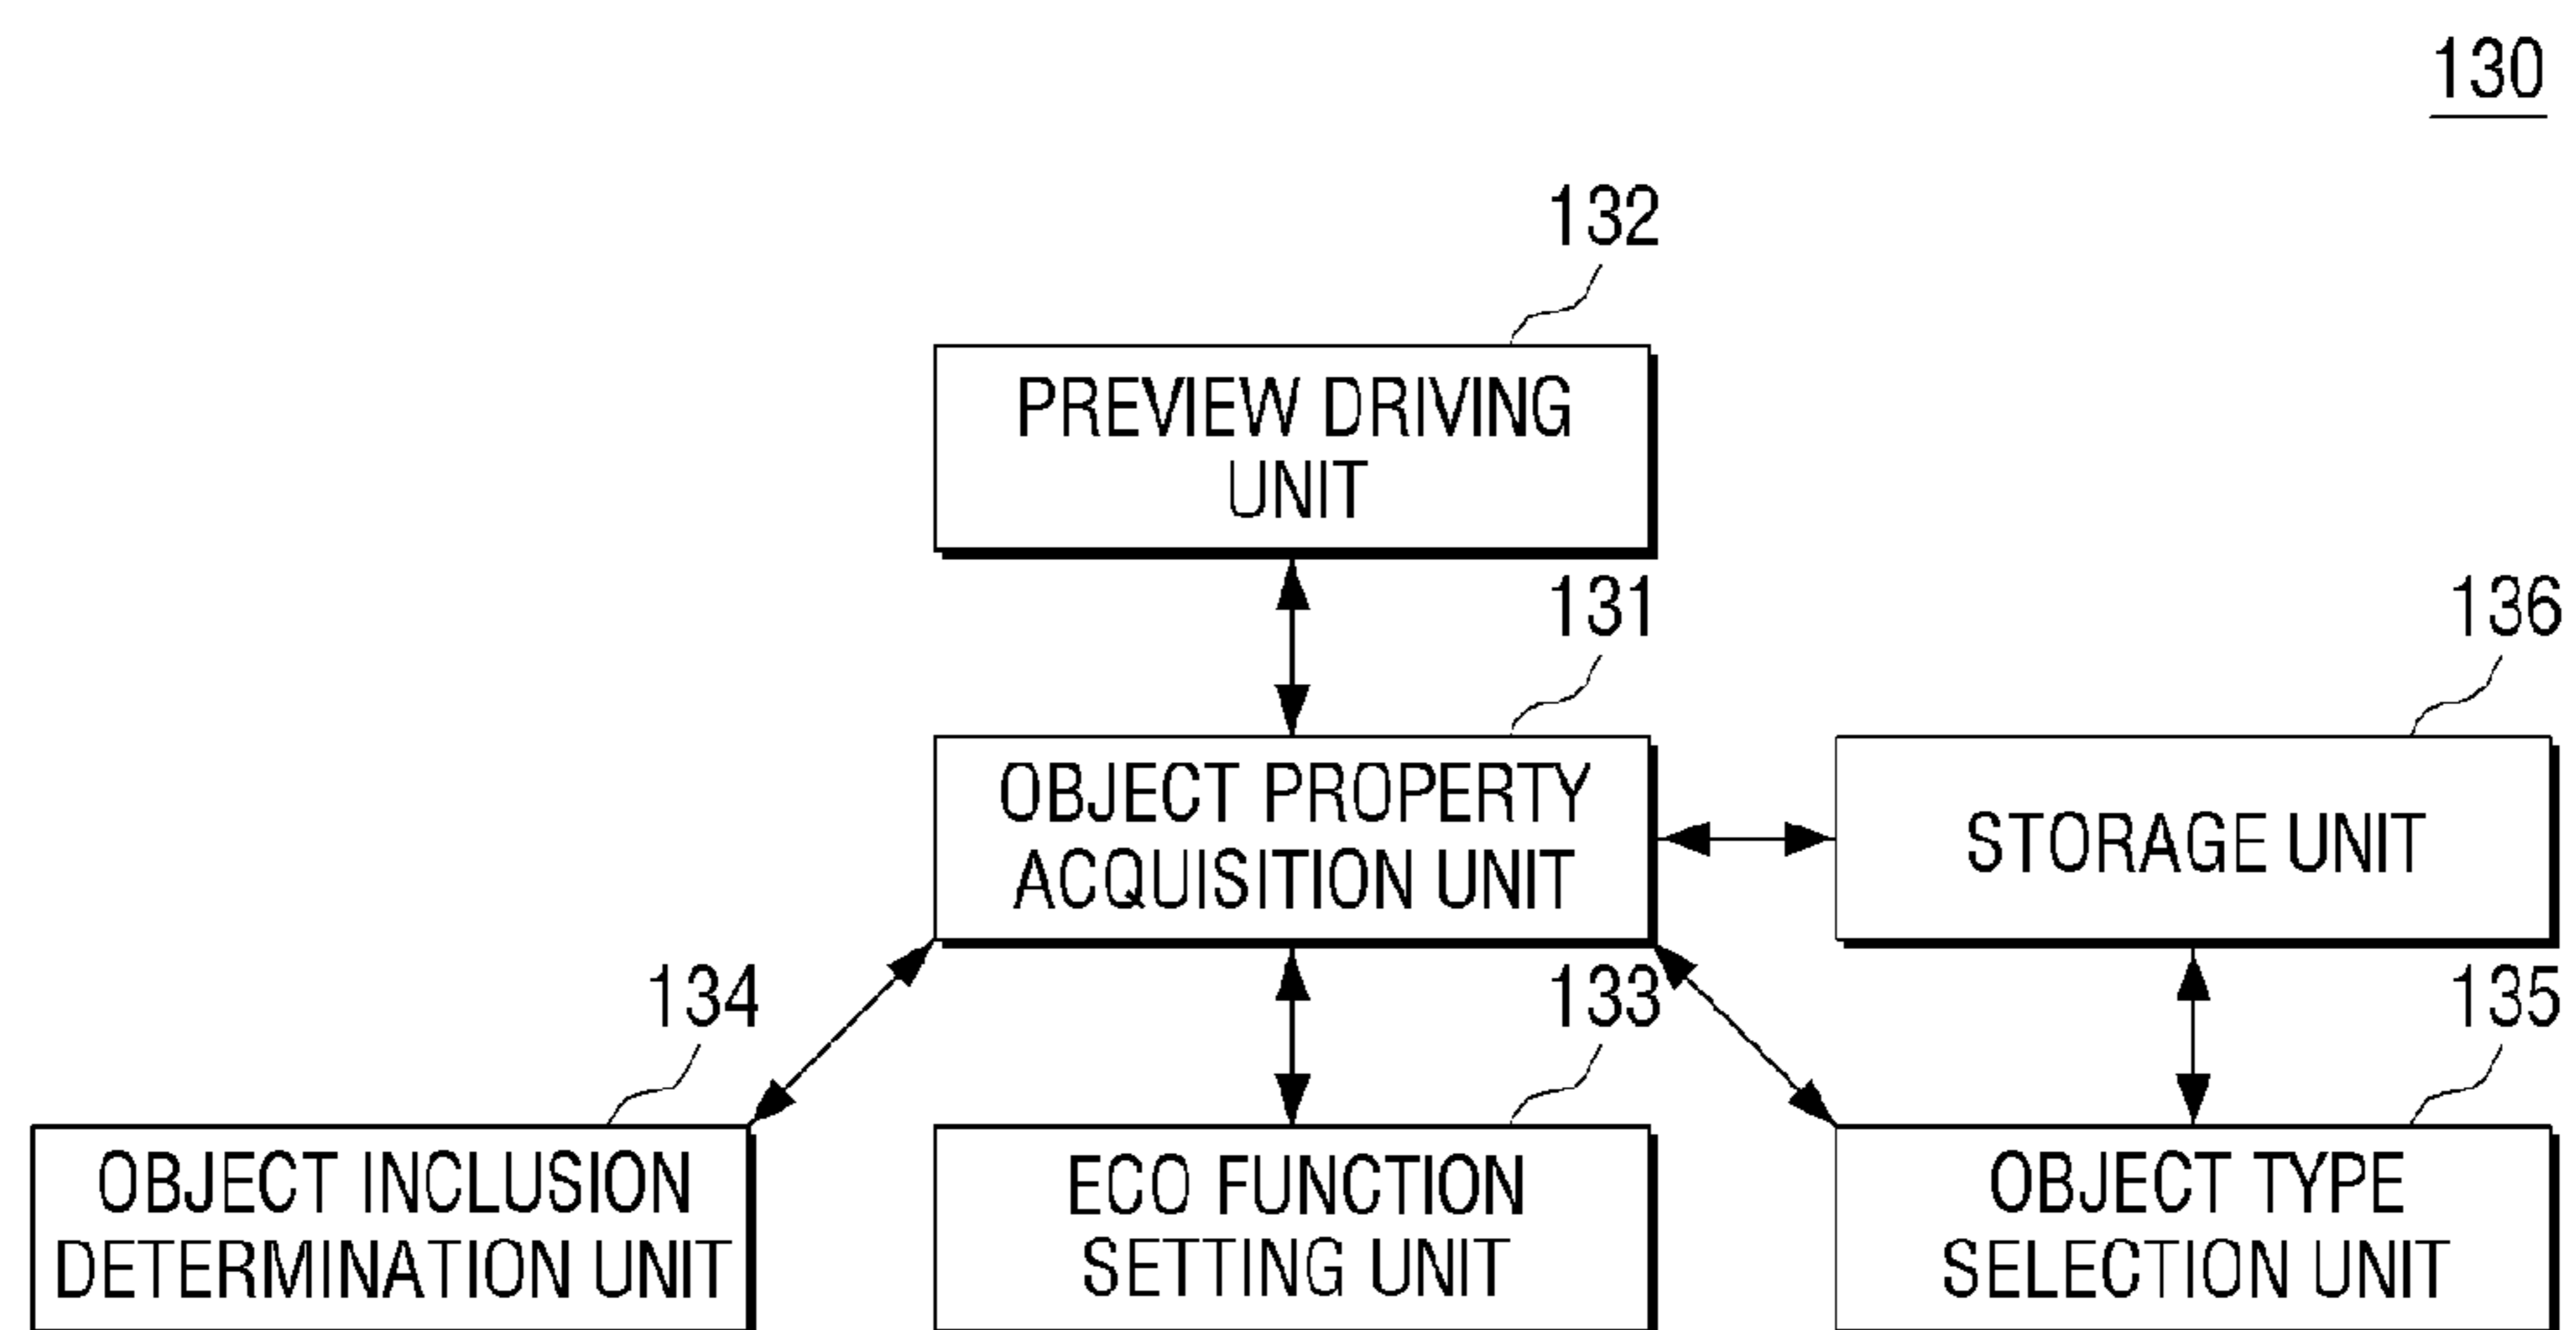 130
132
PREVIEW DRIVING
UNIT
131
136
OBJECT PROPERTY
ACQUISITION UNIT
STORAGE UNIT
134
133
135
OBJECT INCLUSION
DETERMINATION UNIT
ECO FUNCTION
SETTING UNIT
OBJECT TYPE
SELECTION UNIT